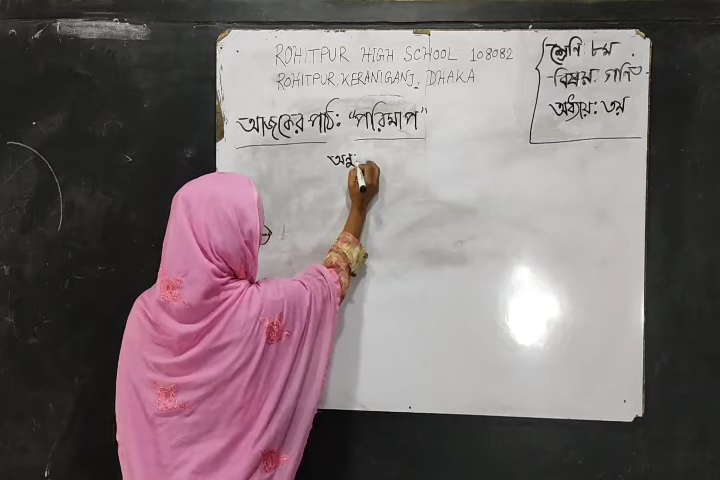 ROHITPUR HIGH SCHOOL 108082
ROHITPUR, KERANIGANJ, DHAKA
শ্রেণি ৮ম
বিষয়: গণিত
অধ্যায়: ৩য়
আজকের পাঠ: "পরিমাপ"
অনু: